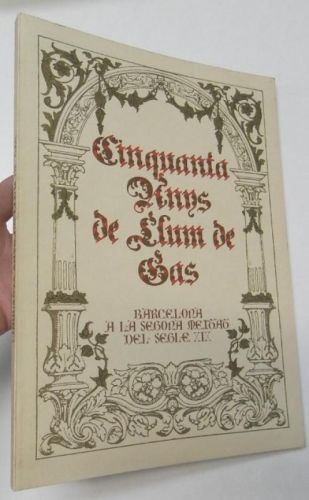 Cinquanta
Anys
de Llum de
Gas
BARCELONA
A LA SEGONA MEITAT
DEL SEGLE XIX